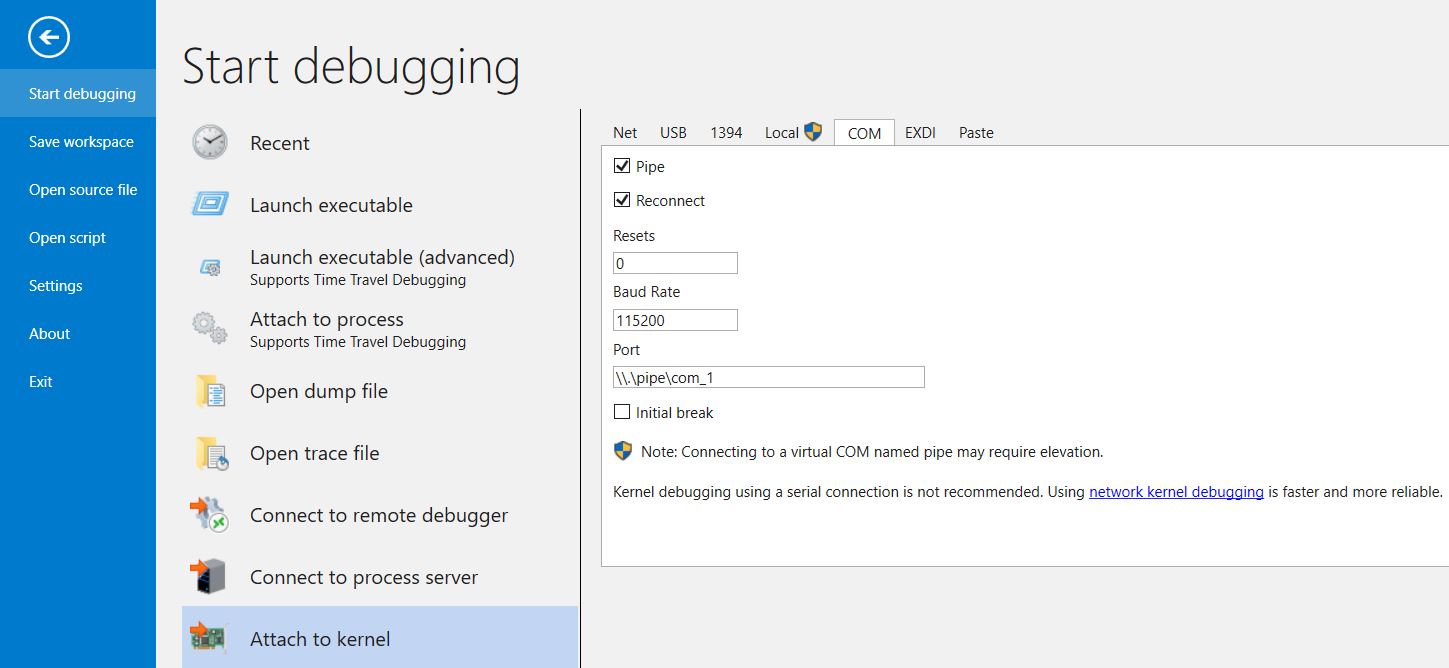 Start debugging
Save workspace
Open source file
Open script
Settings
About
Exit
Start debugging
Recent
Launch executable
Launch executable (advanced)
Supports Time Travel Debugging
Attach to process
Supports Time Travel Debugging
Open dump file
Open trace file
Connect to remote debugger
Connect to process server
Attach to kernel
Net USB 1394 Local COM EXDI Paste
Pipe
Reconnect
Resets
0
Baud Rate
115200
Port
\\.\pipe\com_1
Initial break
Note: Connecting to a virtual COM named pipe may require elevation.
Kernel debugging using a serial connection is not recommended. Using network kernel debugging is faster and more reliable.